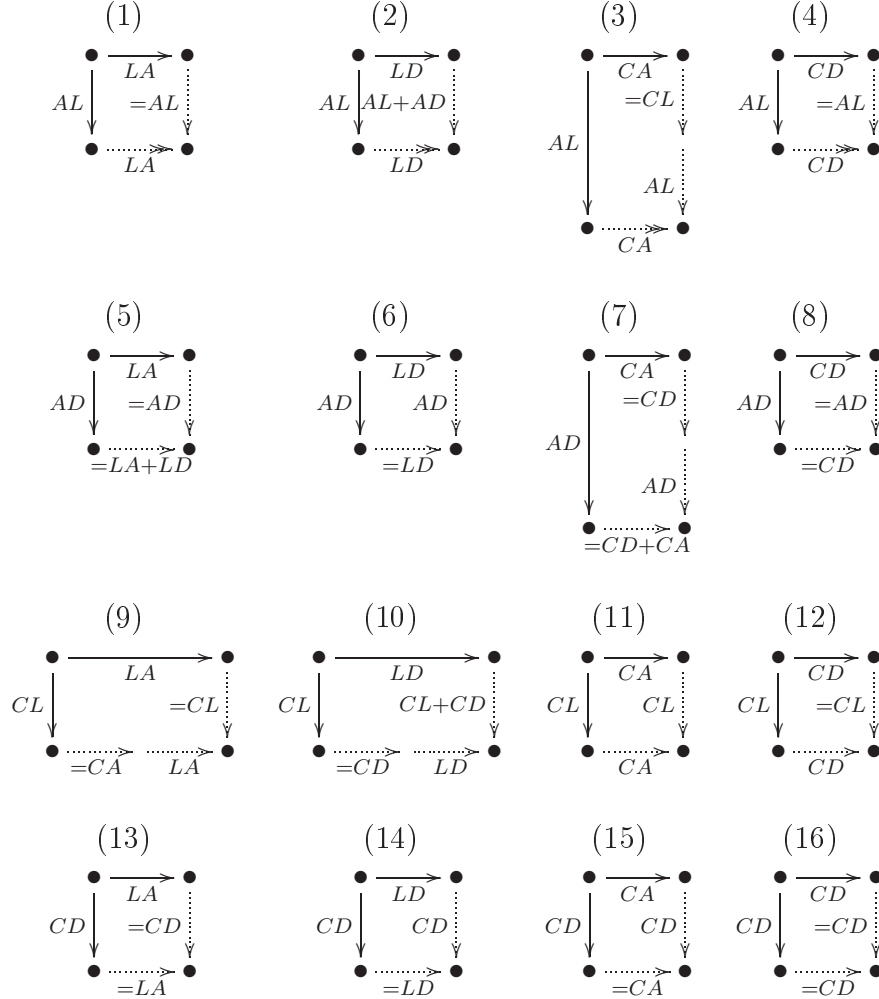 (1) (2) (3) (4)
LA LD CA CD
AL =AL AL AL+AD =CL AL =AL
AL AL
LA LD CD
CA
(5) (6) (7) (8)
LA LD CA CD
AD =AD AD AD =CD AD =AD
AD
=LA+LD =LD =CD
AD
=CD+CA
(9) (10) (11) (12)
LA LD CA CD
CL =CL CL CL+CD CL CL CL =CL
=CA LA =CD LD CA CD
(13) (14) (15) (16)
LA LD CA CD
CD =CD CD CD CD CD CD =CD
=LA =LD =CA =CD